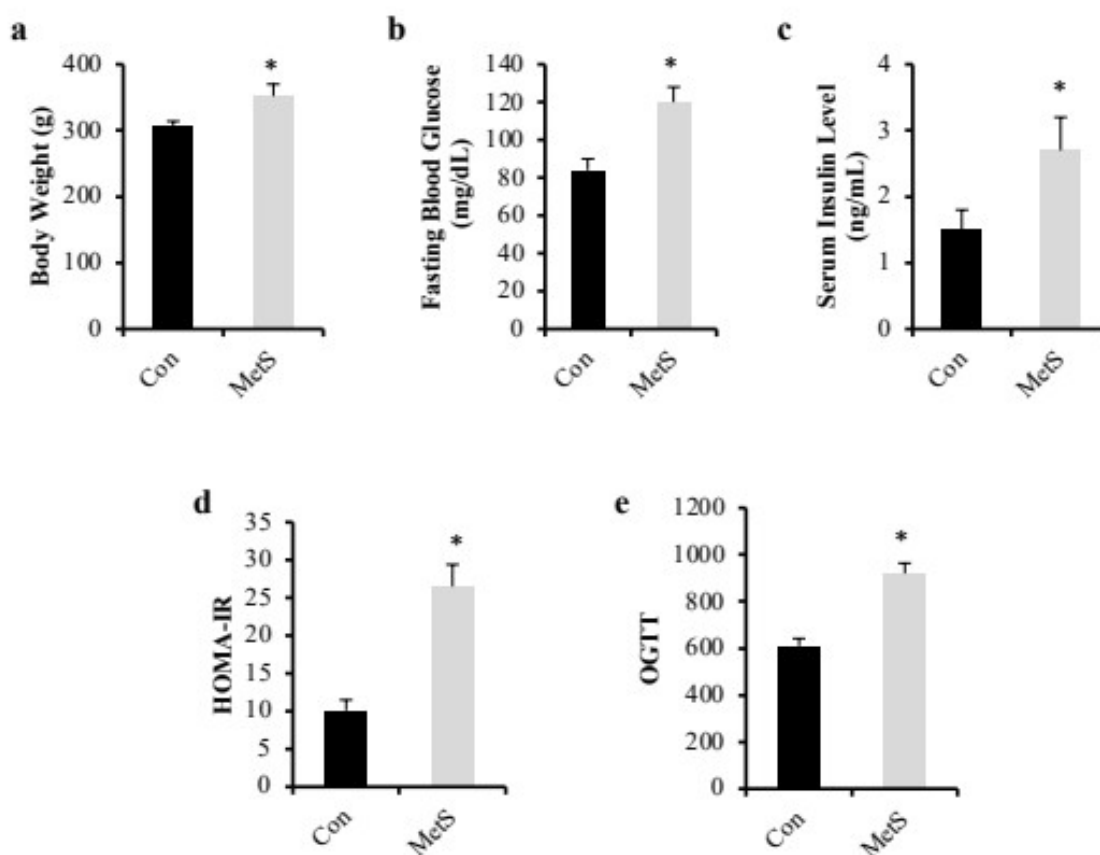 a
Body Weight (g)
400
300
200
100
0
*
Con
MetS
b
Fasting Blood Glucose
(mg/dL)
140
120
100
80
60
40
20
0
*
Con
MetS
c
Serum Insulin Level
(ng/mL)
4
3
2
1
0
*
Con
MetS
d
HOMA-IR
35
30
25
20
15
10
5
0
*
Con
MetS
e
OGTT
1200
1000
800
600
400
200
0
*
Con
MetS